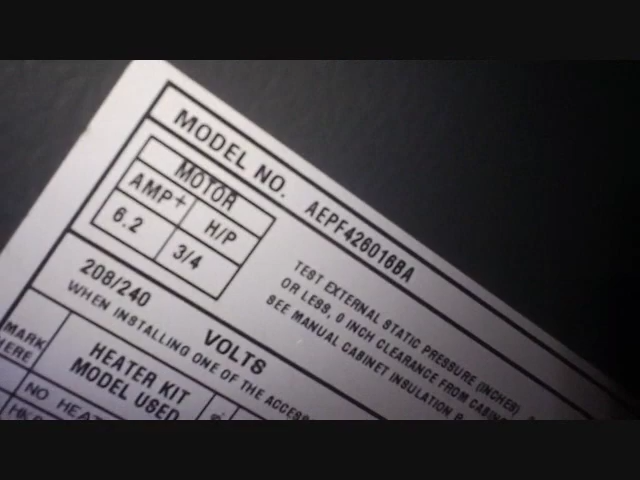 MODEL NO. AEPF426016BA
MOTOR
AMP+ H/P
6.2 3/4
TEST EXTERNAL STATIC PRESSURE (INCHES)
OR LESS, 0 INCH CLEARANCE FROM CABINE
SEE MANUAL CABINET INSULATION R
208/240 VOLTS
WHEN INSTALLING ONE OF THE ACCESS
MARK
HERE
HEATER KIT
MODEL USED
NO HEAT